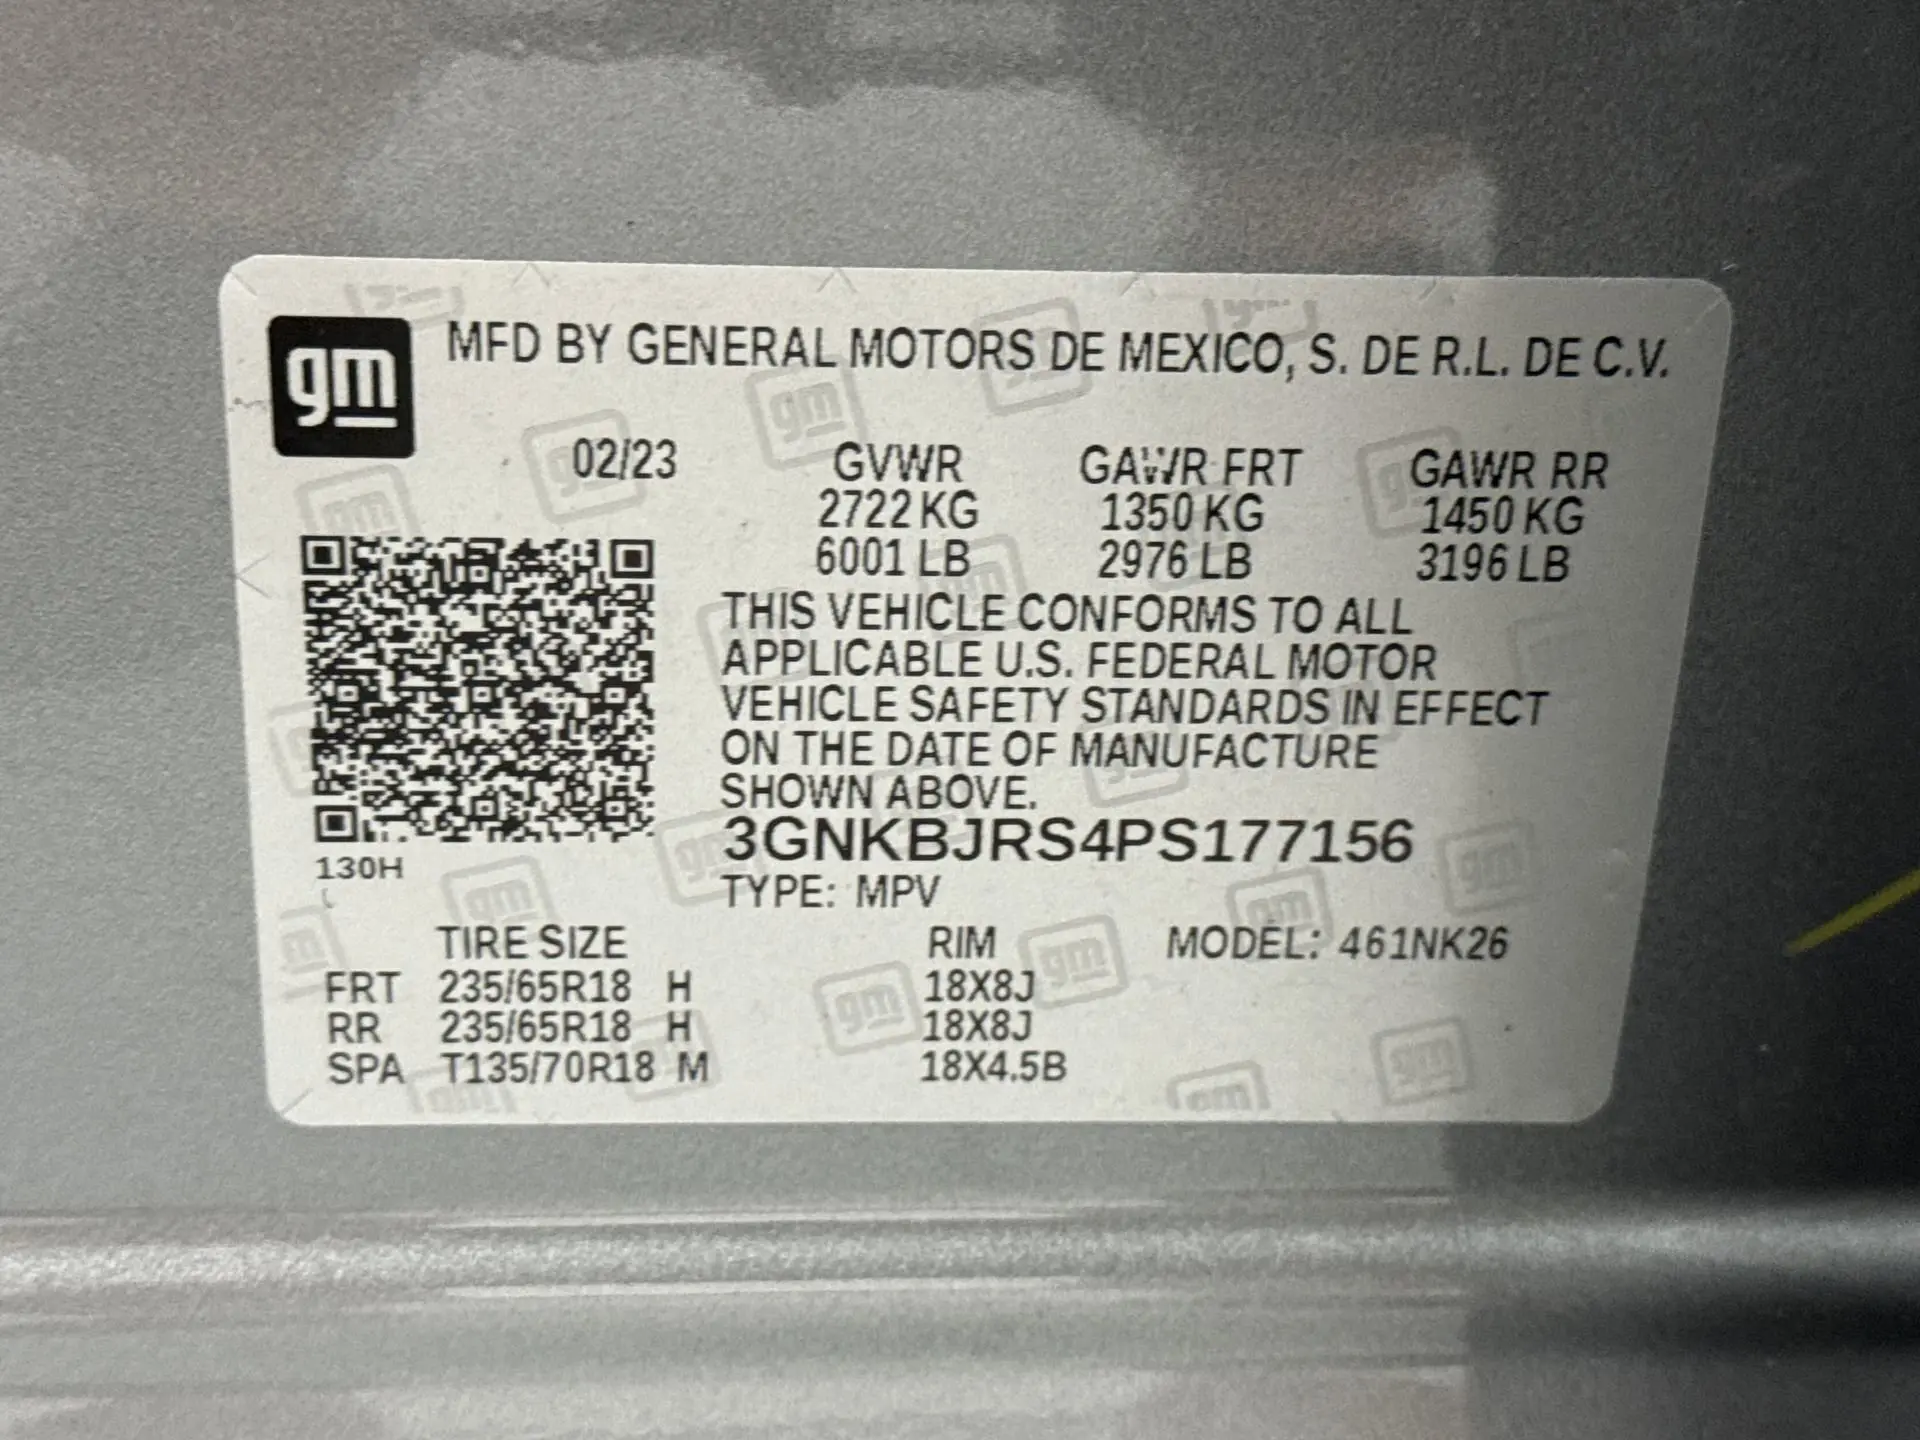 gm MFD BY GENERAL MOTORS DE MEXICO, S. DE R.L. DE C.V.
02/23 GVWR GAWR FRT GAWR RR
2722 KG 1350 KG 1450 KG
6001 LB 2976 LB 3196 LB
THIS VEHICLE CONFORMS TO ALL
APPLICABLE U.S. FEDERAL MOTOR
VEHICLE SAFETY STANDARDS IN EFFECT
ON THE DATE OF MANUFACTURE
SHOWN ABOVE.
3GNKBJRS4PS177156
130H
TYPE: MPV
TIRE SIZE RIM MODEL: 461NK26
FRT 235/65R18 H 18X8J
RR 235/65R18 H 18X8J
SPA T135/70R18 M 18X4.5B